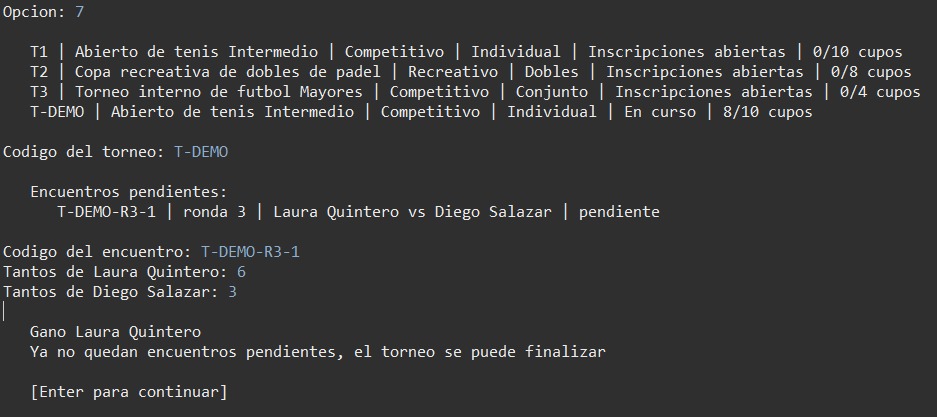 Opcion: 7
T1 | Abierto de tenis Intermedio | Competitivo | Individual | Inscripciones abiertas | 0/10 cupos
T2 | Copa recreativa de dobles de padel | Recreativo | Dobles | Inscripciones abiertas | 0/8 cupos
T3 | Torneo interno de futbol Mayores | Competitivo | Conjunto | Inscripciones abiertas | 0/4 cupos
T-DEMO | Abierto de tenis Intermedio | Competitivo | Individual | En curso | 8/10 cupos
Codigo del torneo: T-DEMO
Encuentros pendientes:
T-DEMO-R3-1 | ronda 3 | Laura Quintero vs Diego Salazar | pendiente
Codigo del encuentro: T-DEMO-R3-1
Tantos de Laura Quintero: 6
Tantos de Diego Salazar: 3
Gano Laura Quintero
Ya no quedan encuentros pendientes, el torneo se puede finalizar
[Enter para continuar]